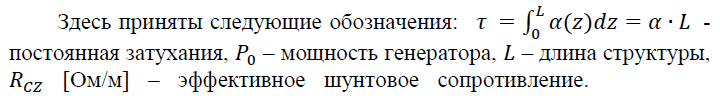 Здесь приняты следующие обозначения: τ = ∫₀ᴸ α(z)dz = α · L -
постоянная затухания, P₀ – мощность генератора, L – длина структуры,
R_CZ [Ом/м] – эффективное шунтовое сопротивление.